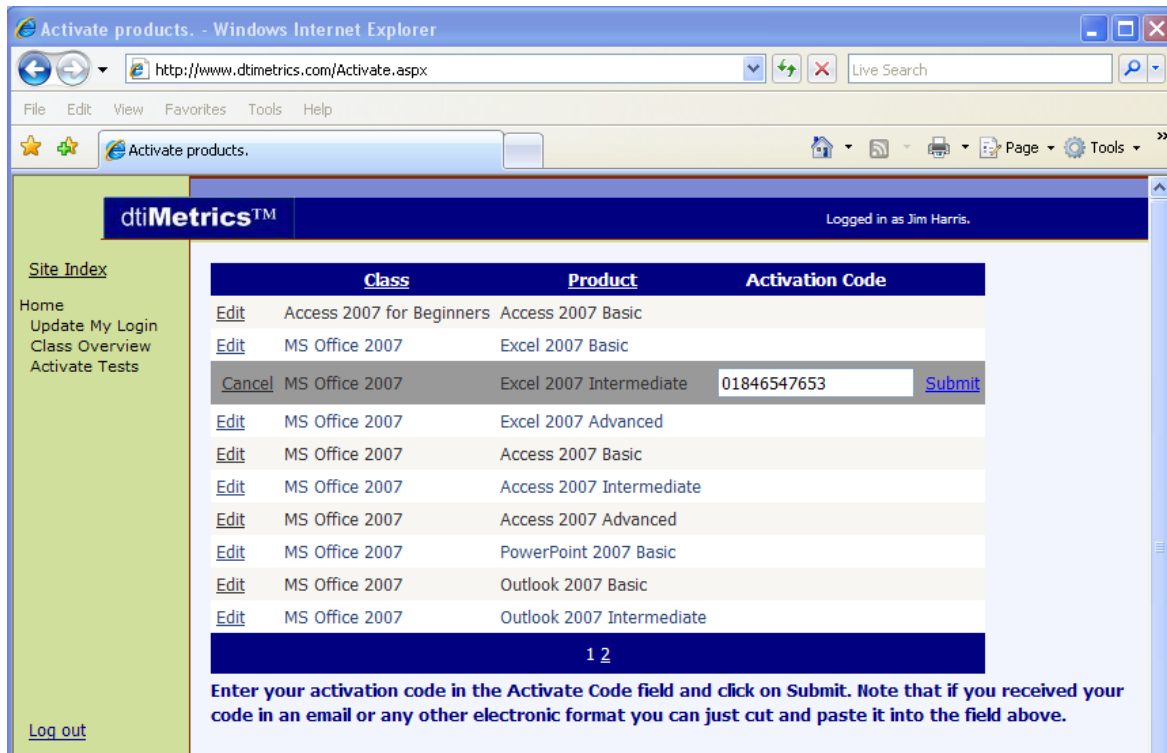 Activate products. - Windows Internet Explorer
http://www.dtimetrics.com/Activate.aspx
Live Search
File Edit View Favorites Tools Help
Activate products.
Page Tools »
dtiMetrics™
Logged in as Jim Harris.
Site Index
Home
Update My Login
Class Overview
Activate Tests
Log out
Class Product Activation Code
Edit Access 2007 for Beginners Access 2007 Basic
Edit MS Office 2007 Excel 2007 Basic
Cancel MS Office 2007 Excel 2007 Intermediate 01846547653 Submit
Edit MS Office 2007 Excel 2007 Advanced
Edit MS Office 2007 Access 2007 Basic
Edit MS Office 2007 Access 2007 Intermediate
Edit MS Office 2007 Access 2007 Advanced
Edit MS Office 2007 PowerPoint 2007 Basic
Edit MS Office 2007 Outlook 2007 Basic
Edit MS Office 2007 Outlook 2007 Intermediate
1 2
Enter your activation code in the Activate Code field and click on Submit. Note that if you received your
code in an email or any other electronic format you can just cut and paste it into the field above.